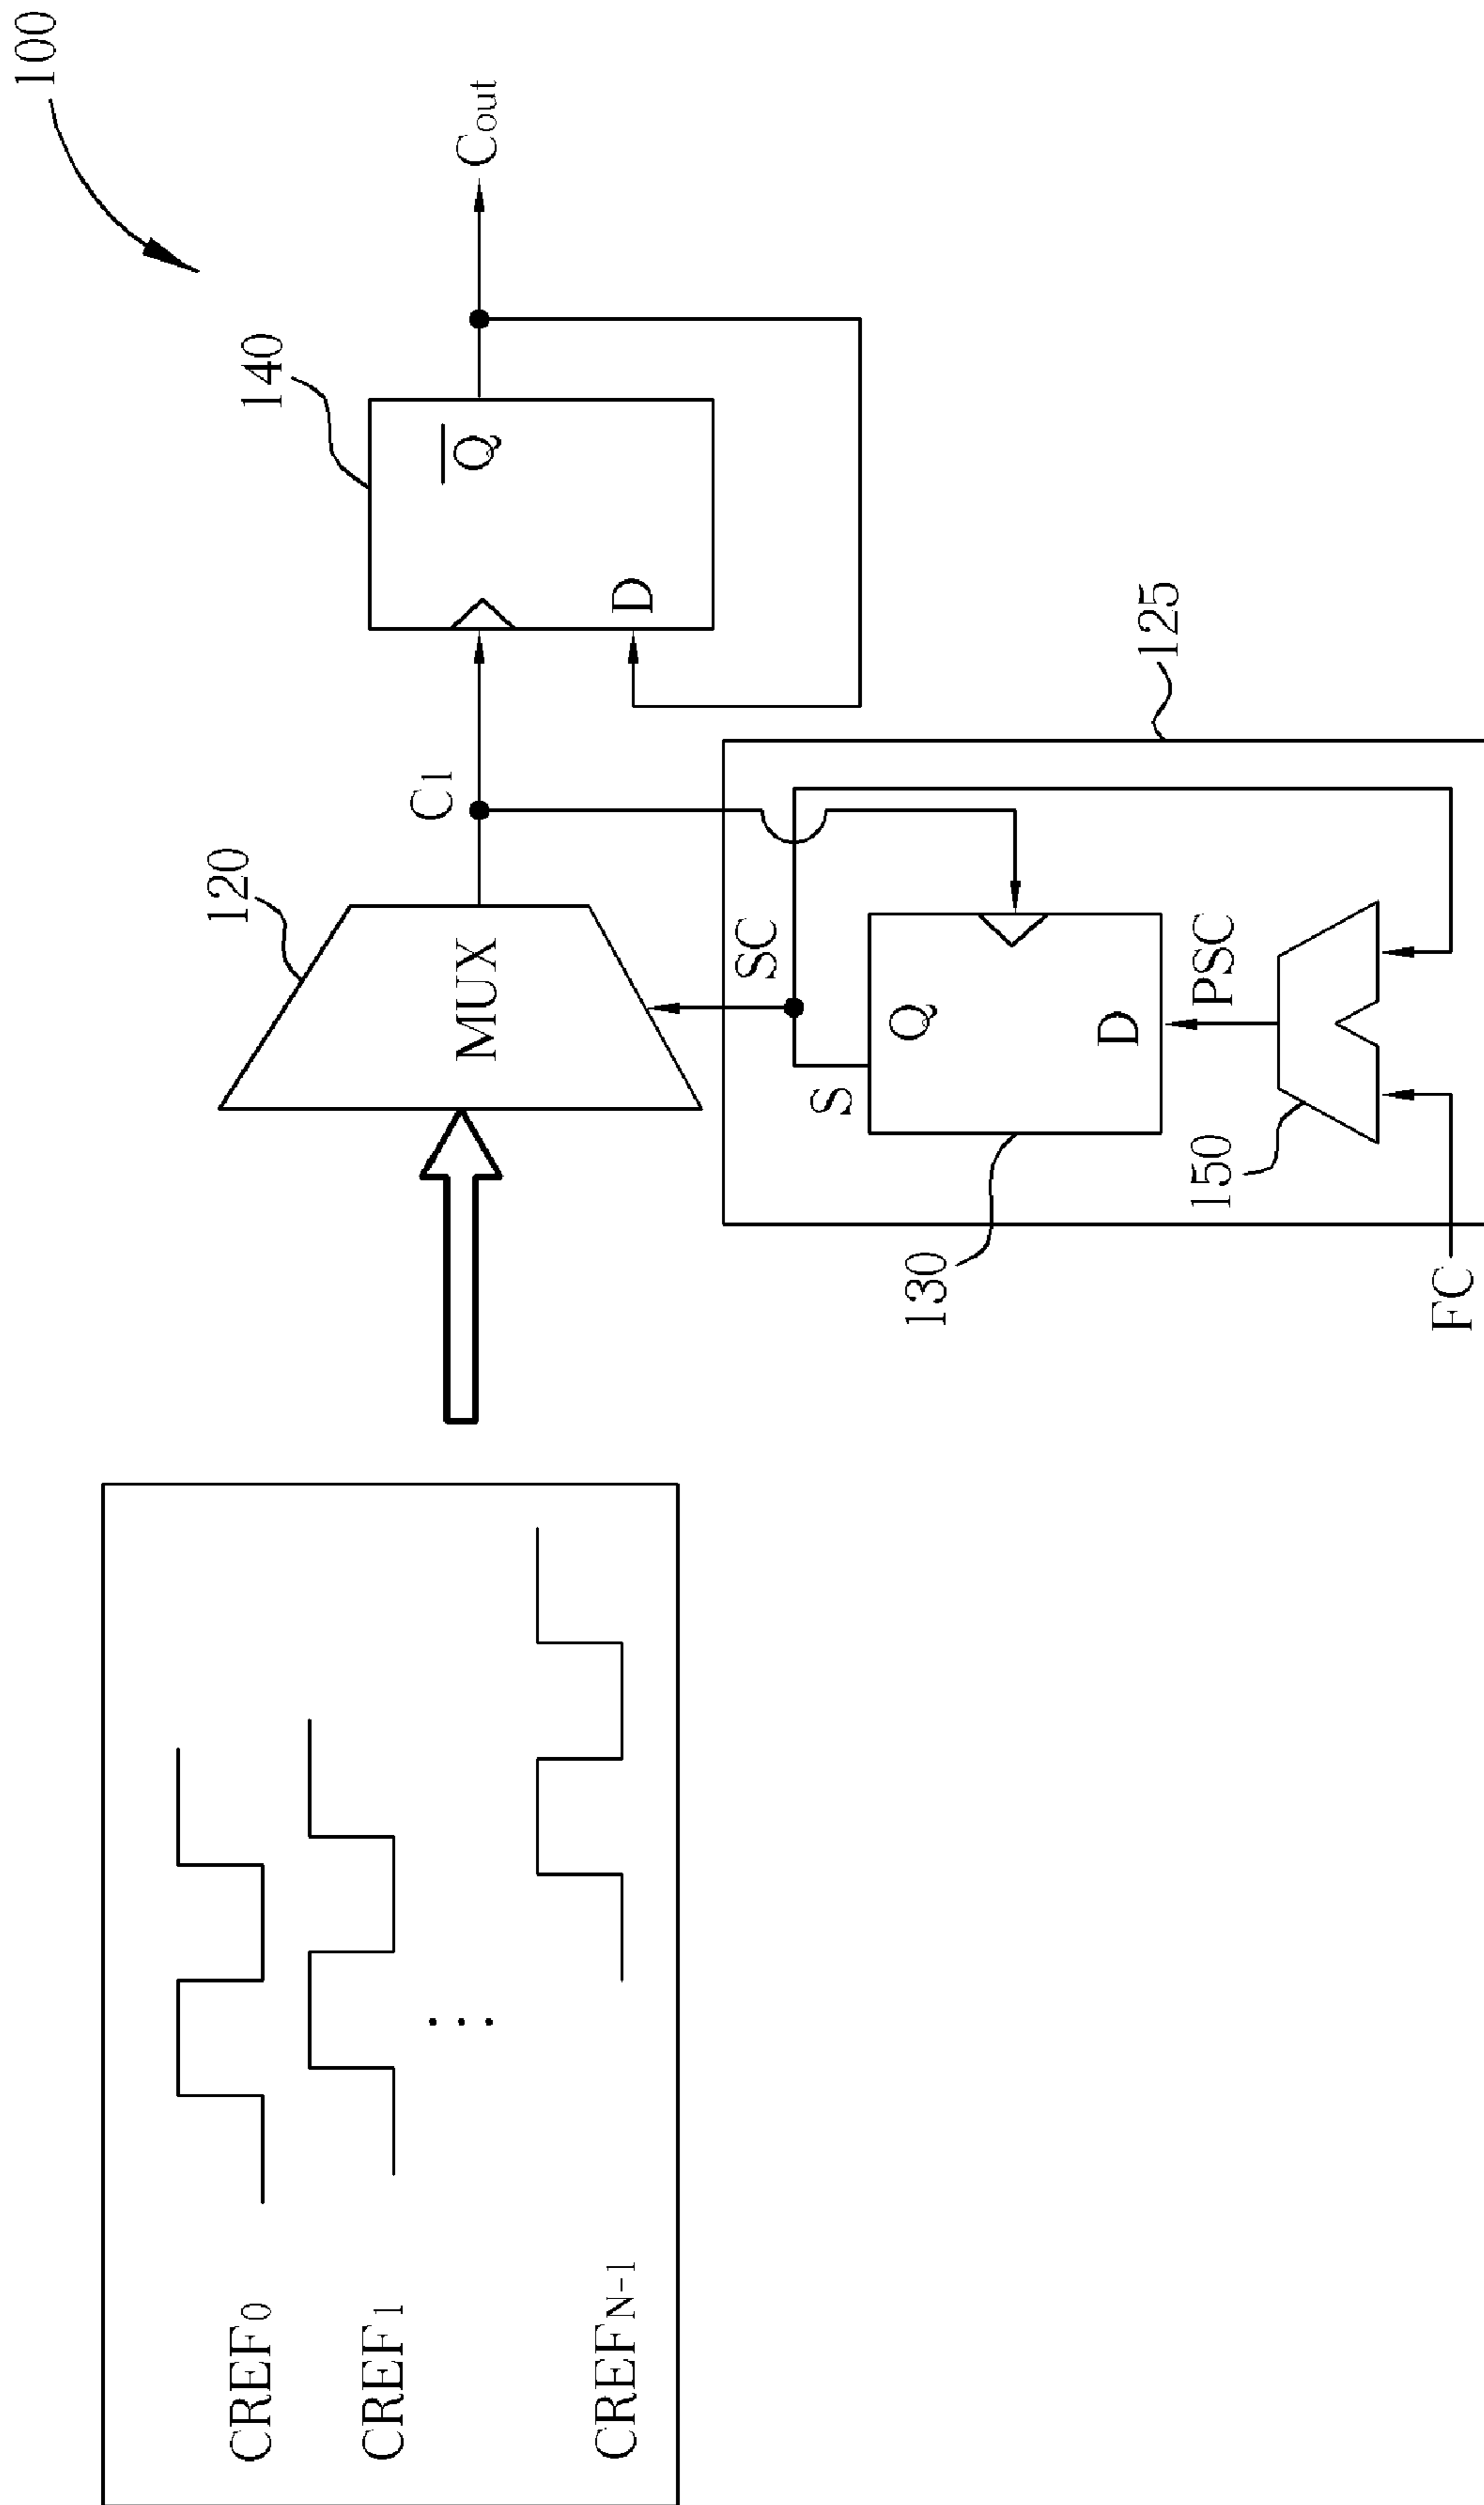 100
CREF0
CREF1
...
CREFN-1
120
MUX
C1
140
Q
D
Cout
SC
S
130
Q
D
PSC
150
125
FC